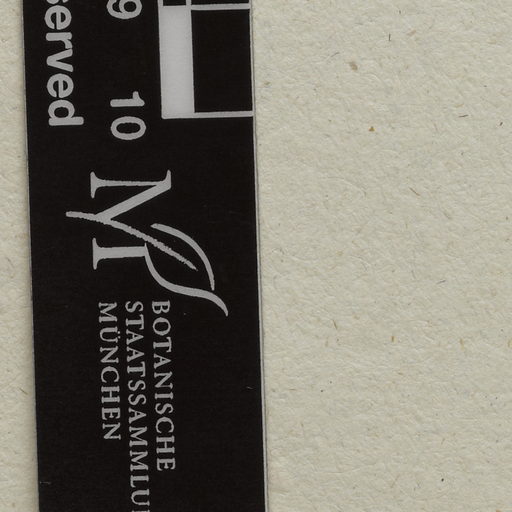 served
9 10
M
BOTANISCHE
STAATSSAMMLU
MÜNCHEN